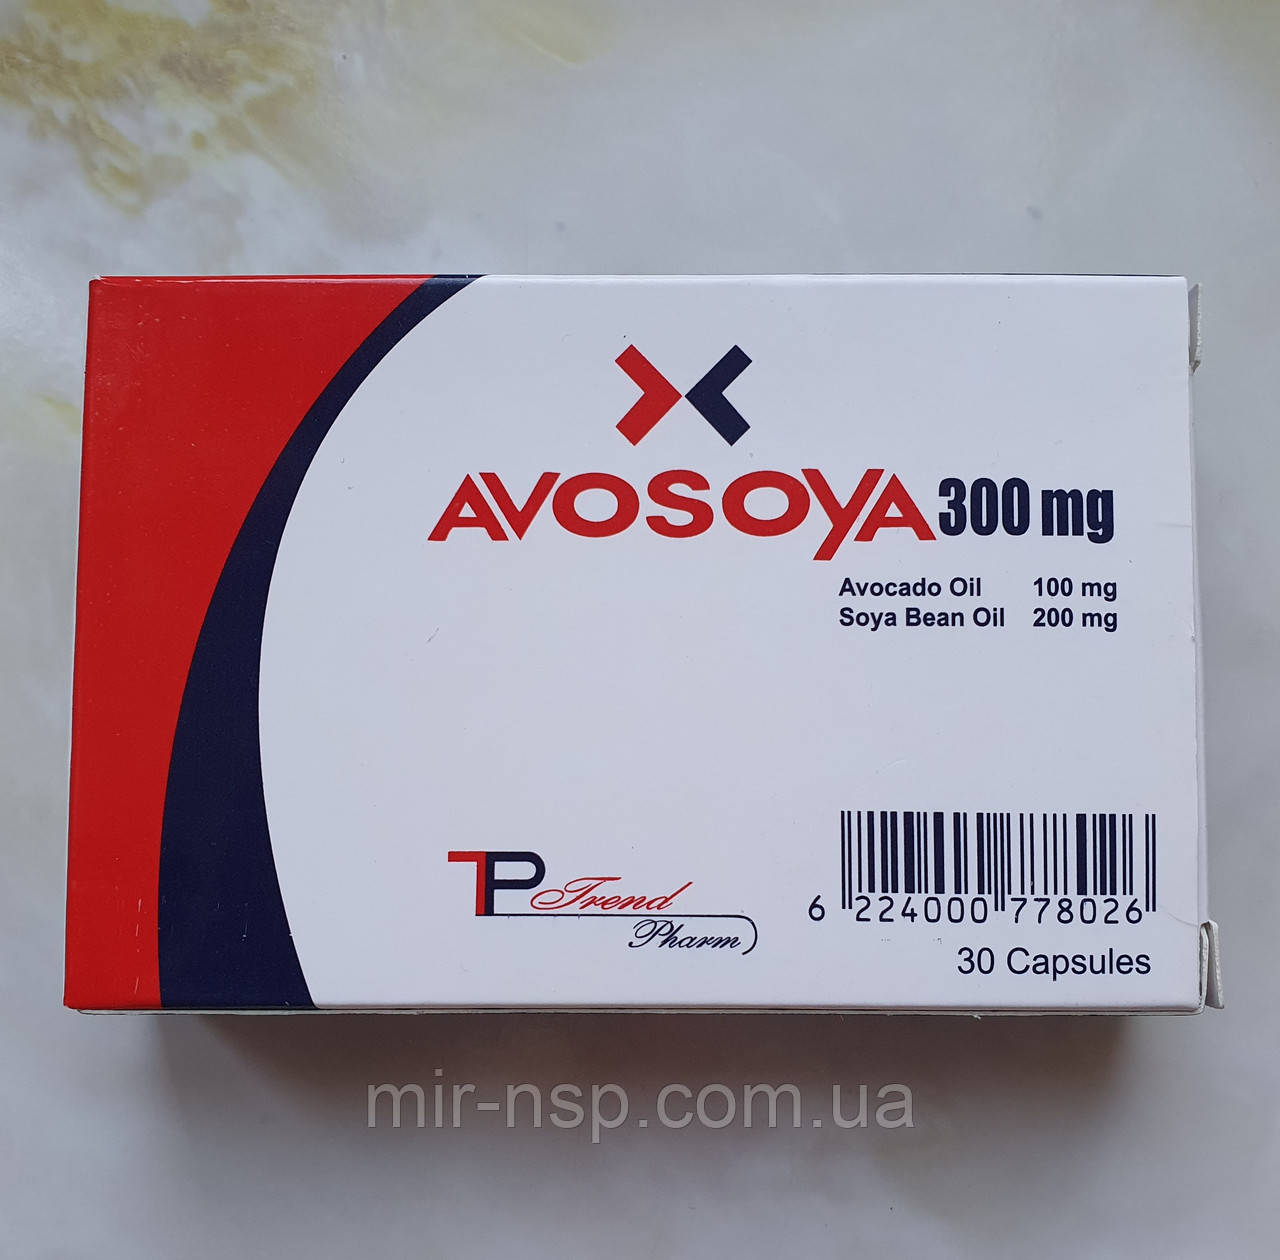 AVOSOYA 300 mg
Avocado Oil 100 mg
Soya Bean Oil 200 mg
TP Trend
Pharm
6 224000 778026
30 Capsules
mir-nsp.com.ua